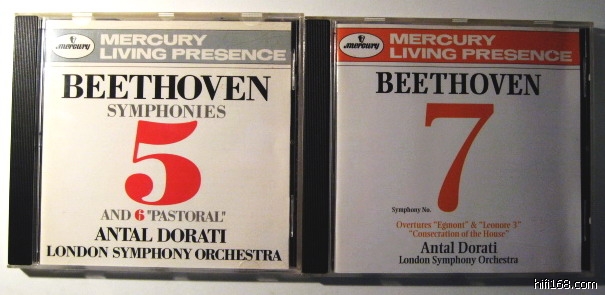 mercury
MERCURY
LIVING PRESENCE
BEETHOVEN
SYMPHONIES
5
AND 6 "PASTORAL"
ANTAL DORATI
LONDON SYMPHONY ORCHESTRA
mercury
MERCURY
LIVING PRESENCE
BEETHOVEN
Symphony No.
7
Overtures "Egmont" & "Leonore 3"
"Consecration of the House"
Antal Dorati
London Symphony Orchestra
hifi168.com